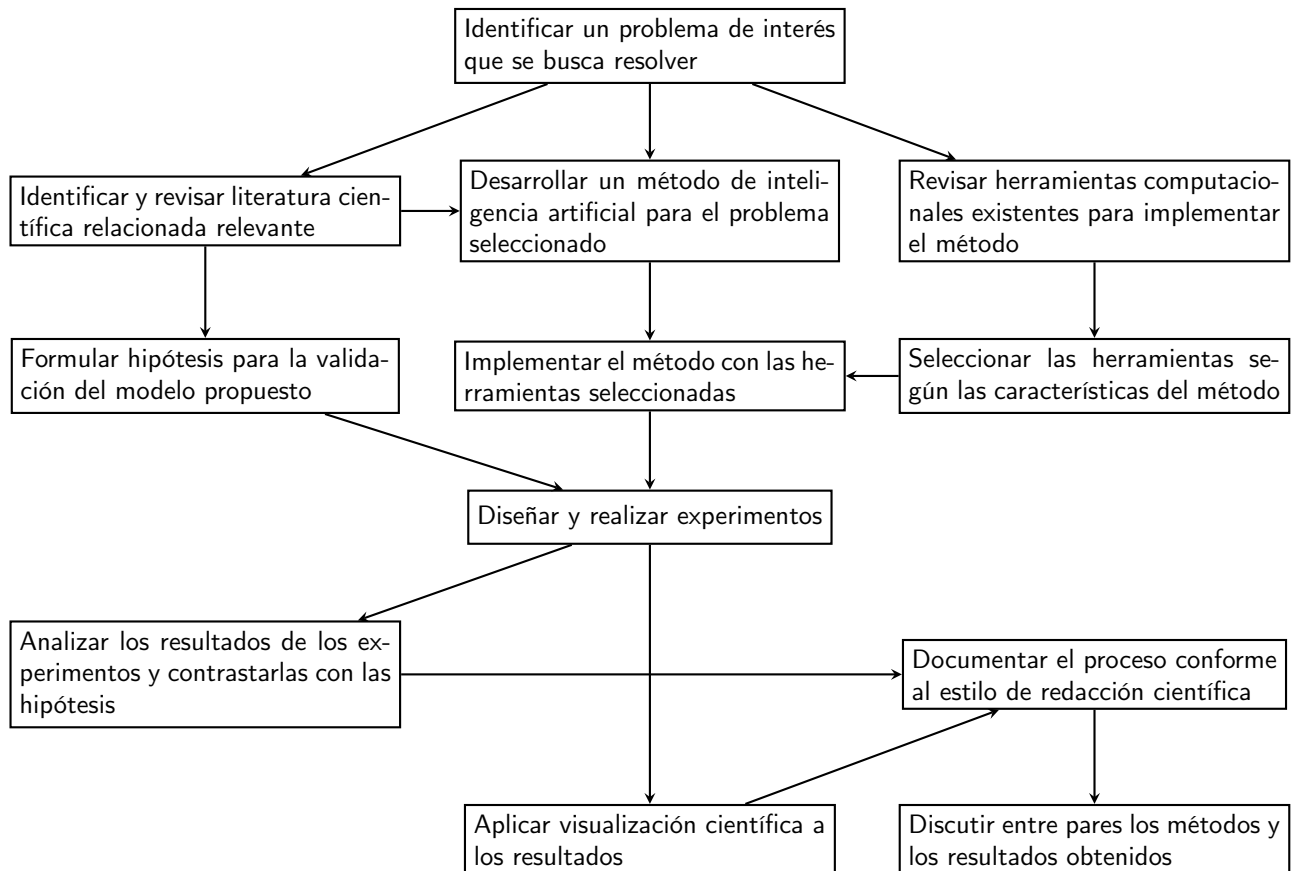 Identificar un problema de interés
que se busca resolver
Identificar y revisar literatura cien-
tífica relacionada relevante
Desarrollar un método de inteli-
gencia artificial para el problema
seleccionado
Revisar herramientas computacio-
nales existentes para implementar
el método
Formular hipótesis para la valida-
ción del modelo propuesto
Implementar el método con las he-
rramientas seleccionadas
Seleccionar las herramientas se-
gún las características del método
Diseñar y realizar experimentos
Analizar los resultados de los ex-
perimentos y contrastarlas con las
hipótesis
Documentar el proceso conforme
al estilo de redacción científica
Aplicar visualización científica a
los resultados
Discutir entre pares los métodos y
los resultados obtenidos